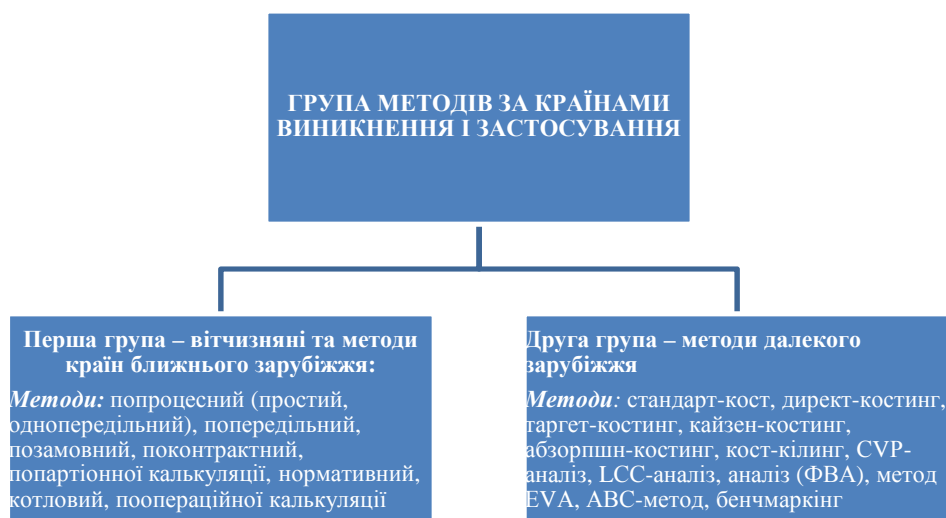 ГРУПА МЕТОДІВ ЗА КРАЇНАМИ
ВИНИКНЕННЯ І ЗАСТОСУВАННЯ
Перша група – вітчизняні та методи
країн ближнього зарубіжжя:
Методи: попроцесний (простий,
однопередільний), попередільний,
позамовний, поконтрактний,
попартіонної калькуляції, нормативний,
котловий, поопераційної калькуляції
Друга група – методи далекого
зарубіжжя
Методи: стандарт-кост, директ-костинг,
таргет-костинг, кайзен-костинг,
абзорпшн-костинг, кост-кілинг, CVP-
аналіз, LCC-аналіз, аналіз (ФВА), метод
EVA, АВС-метод, бенчмаркінг